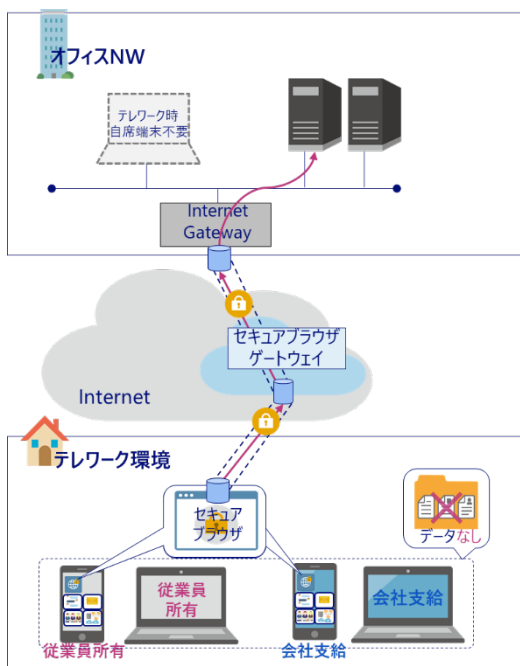 オフィスNW
テレワーク時
自席端末不要
Internet
Gateway
セキュアブラウザ
ゲートウェイ
Internet
テレワーク環境
セキュア
ブラウザ
データなし
従業員
所有
会社支給
従業員所有
会社支給